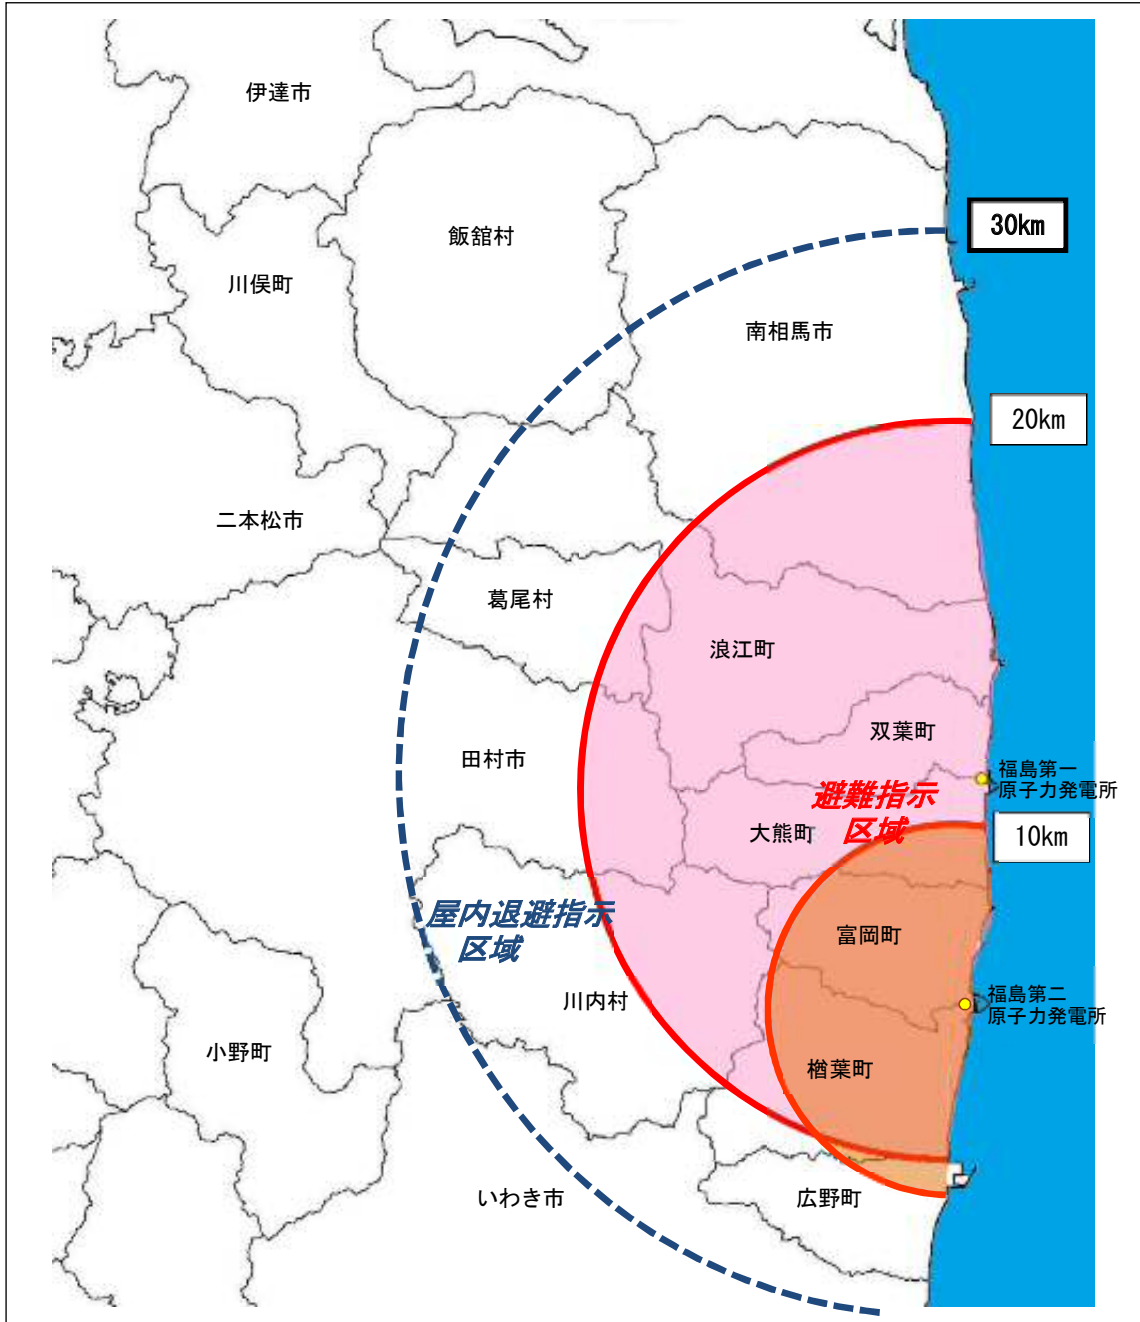 伊達市
30km
飯舘村
川俣町
南相馬市
20km
二本松市
葛尾村
浪江町
双葉町
田村市
福島第一
原子力発電所
避難指示
区域
大熊町
10km
屋内退避指示
区域
富岡町
川内村
福島第二
原子力発電所
小野町
楢葉町
いわき市
広野町